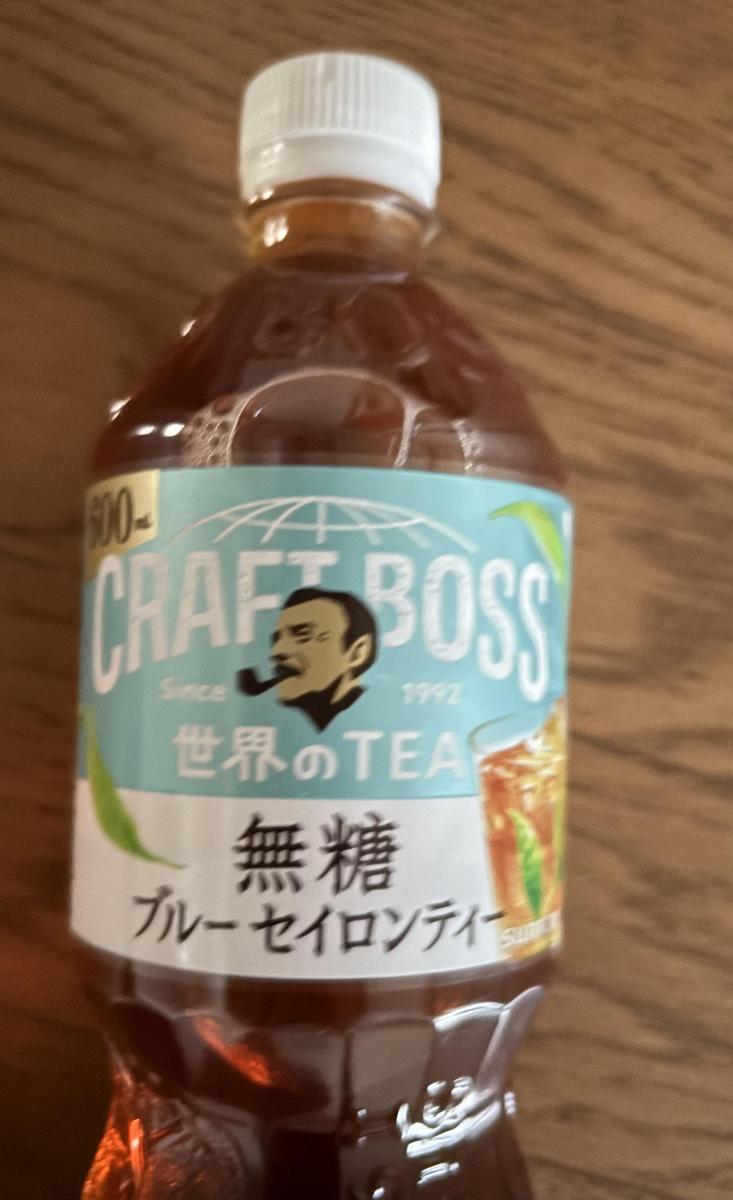 600mL
CRAFT BOSS
Since 1992
世界のTEA
無糖
ブルーセイロンティー